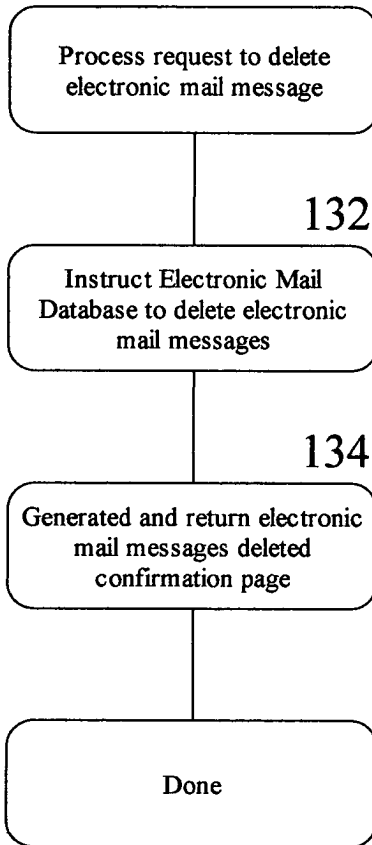 Process request to delete
electronic mail message
132
Instruct Electronic Mail
Database to delete electronic
mail messages
134
Generated and return electronic
mail messages deleted
confirmation page
Done